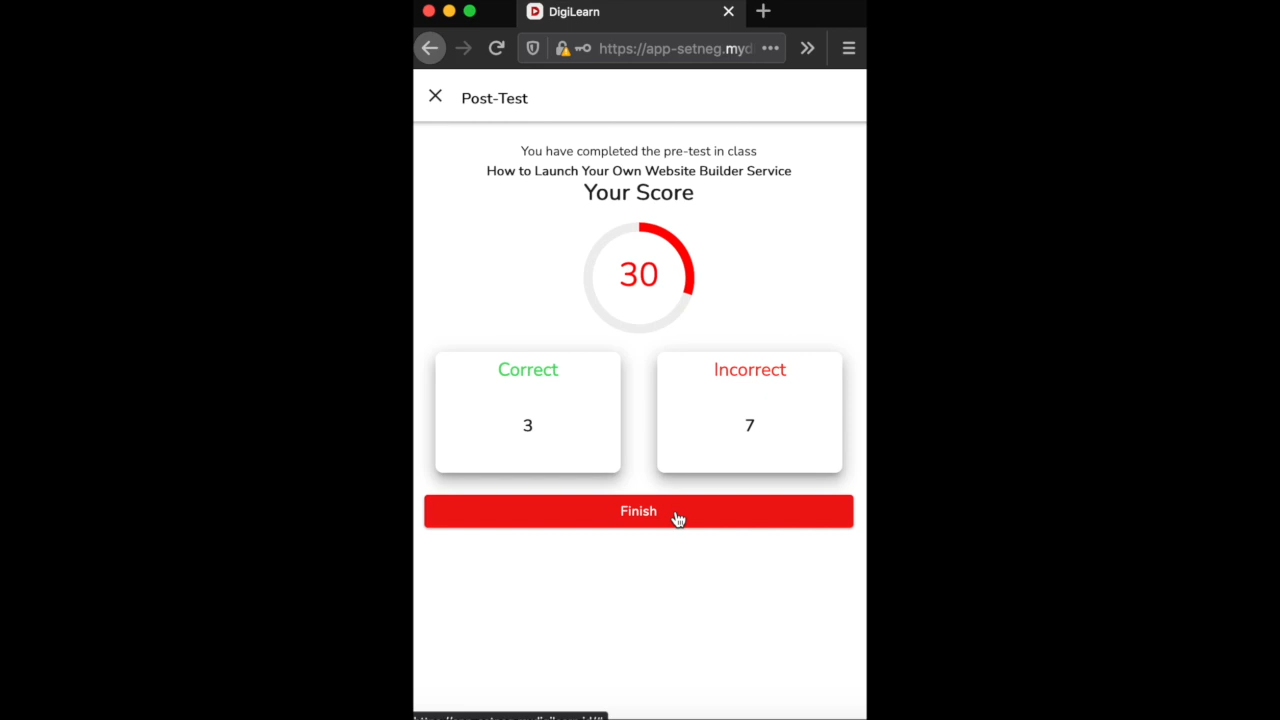 DigiLearn
https://app-setneg.myd
Post-Test
You have completed the pre-test in class
How to Launch Your Own Website Builder Service
Your Score
30
Correct
Incorrect
3
7
Finish